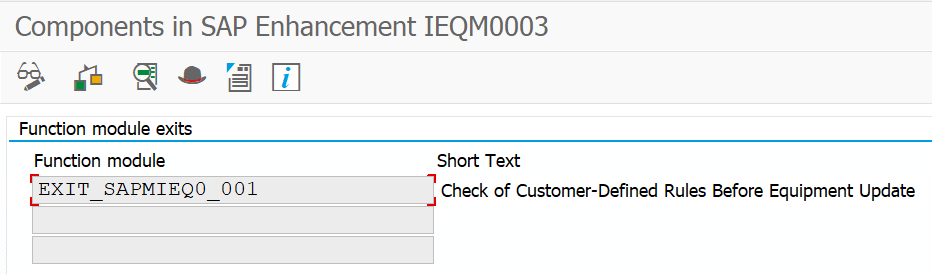 Components in SAP Enhancement IEQM0003
Function module exits
Function module Short Text
EXIT_SAPMIEQ0_001 Check of Customer-Defined Rules Before Equipment Update